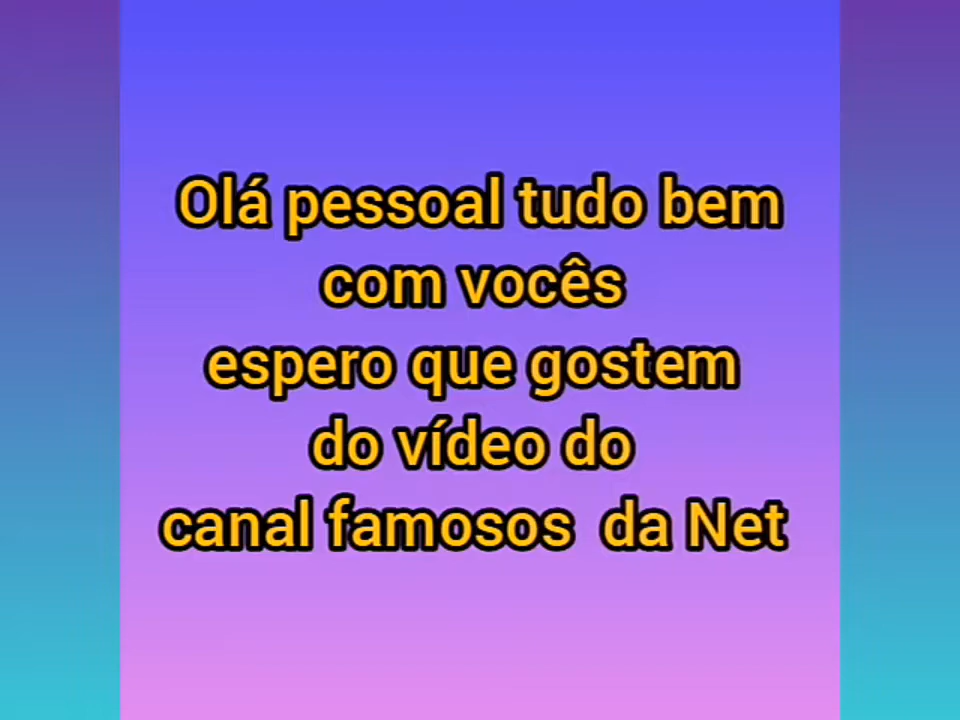 Olá pessoal tudo bem
com vocês
espero que gostem
do vídeo do
canal famosos da Net